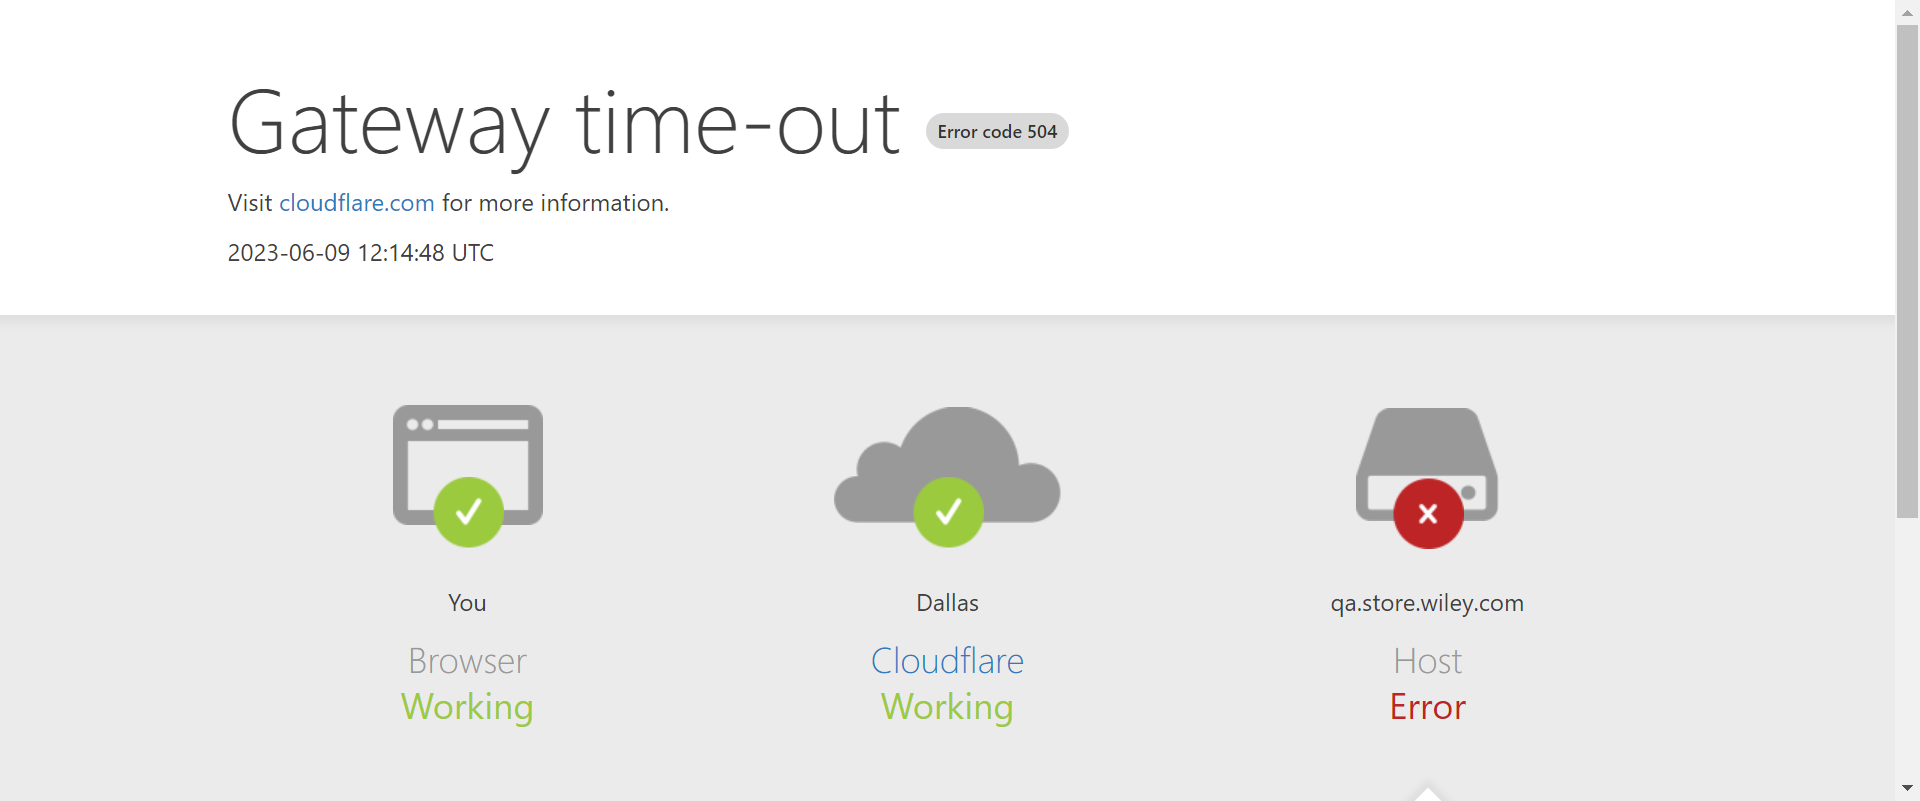 Gateway time-out Error code 504
Visit cloudflare.com for more information.
2023-06-09 12:14:48 UTC
You
Browser
Working
Dallas
Cloudflare
Working
qa.store.wiley.com
Host
Error